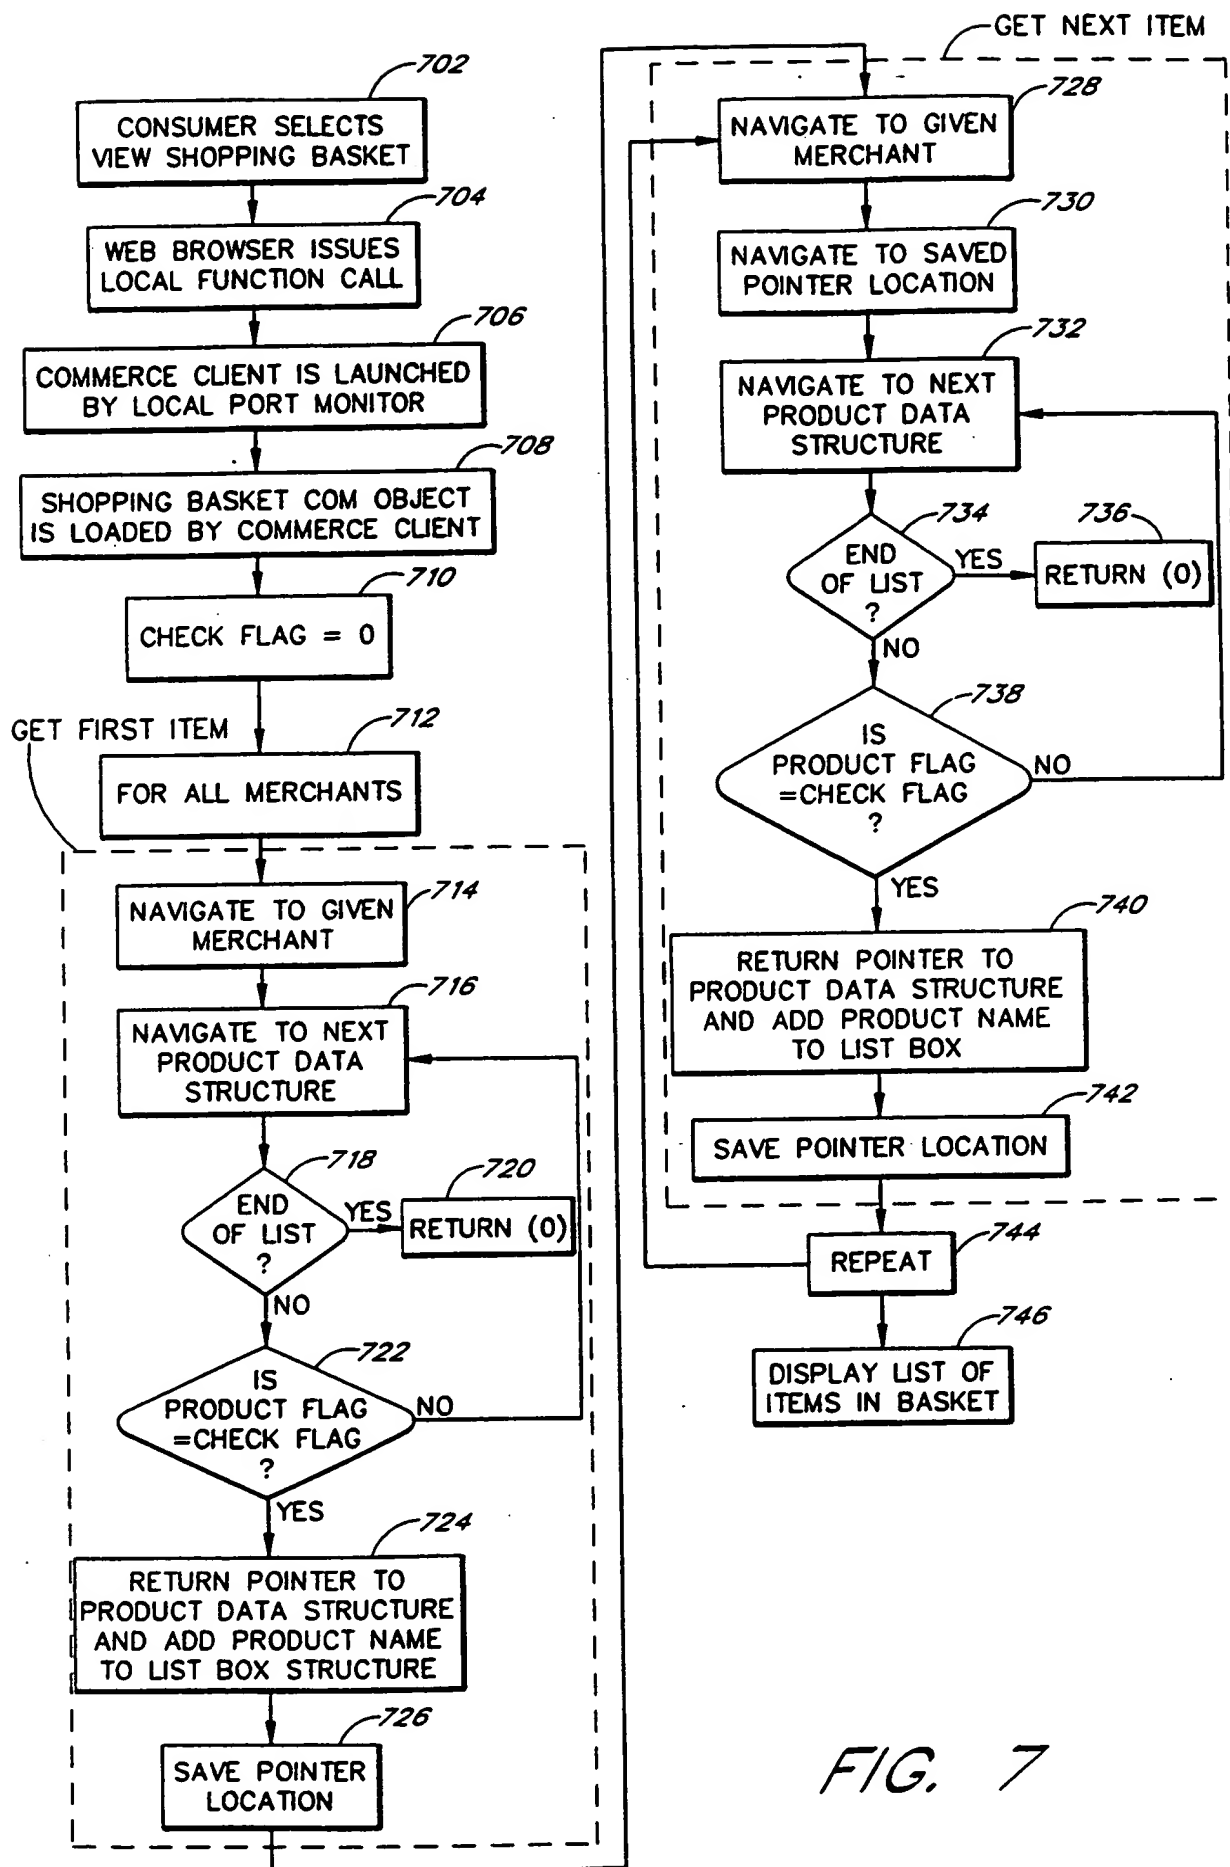 702
CONSUMER SELECTS
VIEW SHOPPING BASKET
704
WEB BROWSER ISSUES
LOCAL FUNCTION CALL
706
COMMERCE CLIENT IS LAUNCHED
BY LOCAL PORT MONITOR
708
SHOPPING BASKET COM OBJECT
IS LOADED BY COMMERCE CLIENT
710
CHECK FLAG = 0
GET FIRST ITEM
712
FOR ALL MERCHANTS
714
NAVIGATE TO GIVEN
MERCHANT
716
NAVIGATE TO NEXT
PRODUCT DATA
STRUCTURE
718
END
OF LIST
?
YES
720
RETURN (0)
NO
722
IS
PRODUCT FLAG
=CHECK FLAG
?
NO
YES
724
RETURN POINTER TO
PRODUCT DATA STRUCTURE
AND ADD PRODUCT NAME
TO LIST BOX STRUCTURE
726
SAVE POINTER
LOCATION
GET NEXT ITEM
728
NAVIGATE TO GIVEN
MERCHANT
730
NAVIGATE TO SAVED
POINTER LOCATION
732
NAVIGATE TO NEXT
PRODUCT DATA
STRUCTURE
734
END
OF LIST
?
YES
736
RETURN (0)
NO
738
IS
PRODUCT FLAG
=CHECK FLAG
?
NO
YES
740
RETURN POINTER TO
PRODUCT DATA STRUCTURE
AND ADD PRODUCT NAME
TO LIST BOX
742
SAVE POINTER LOCATION
744
REPEAT
746
DISPLAY LIST OF
ITEMS IN BASKET
FIG. 7